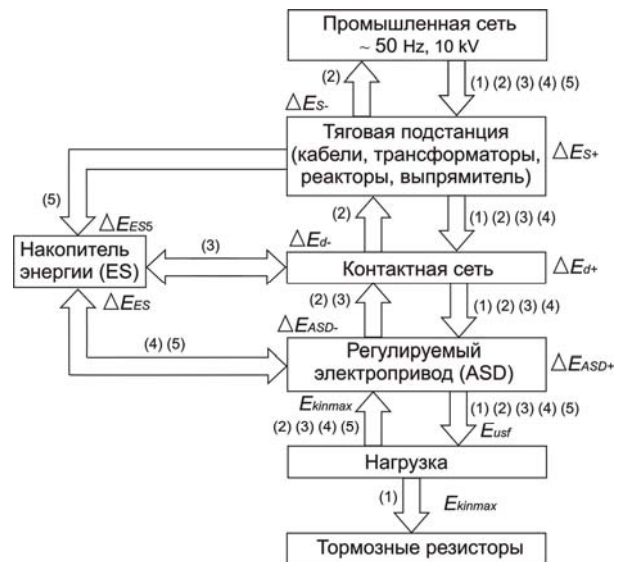 Промышленная сеть
~ 50 Hz, 10 kV
(2)
(1) (2) (3) (4) (5)
ΔES-
Тяговая подстанция
(кабели, трансформаторы,
реакторы, выпрямитель)
ΔES+
(5)
ΔEES5
(2)
(1) (2) (3) (4)
ΔEd-
Накопитель
энергии (ES)
(3)
Контактная сеть
ΔEd+
ΔEES
(2) (3)
(1) (2) (3) (4)
ΔEASD-
(4) (5)
Регулируемый
электропривод (ASD)
ΔEASD+
Ekinmax
(2) (3) (4) (5)
(1) (2) (3) (4) (5)
Eusf
Нагрузка
(1)
Ekinmax
Тормозные резисторы